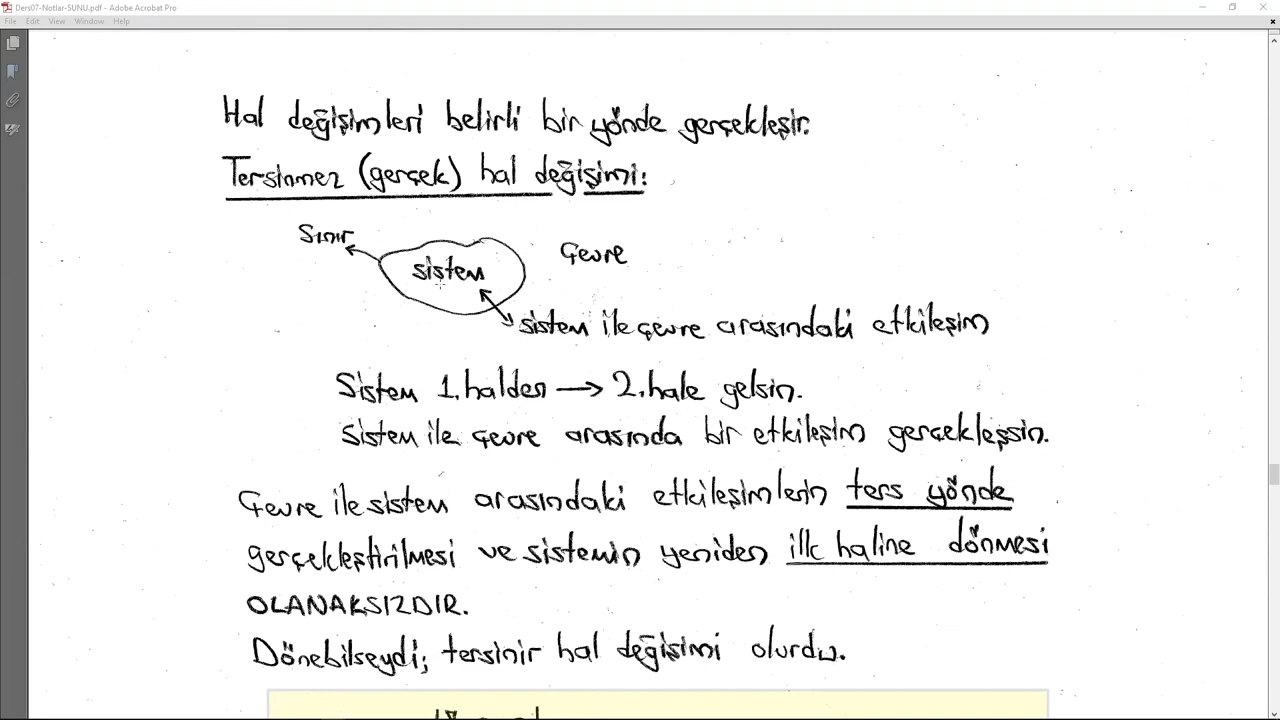 Ders07-Notlar-SUNU.pdf - Adobe Acrobat Pro
File Edit View Window Help
Hal değişimleri belirli bir yönde gerçekleşir.
Tersinmez (gerçek) hal değişimi:
Sınır
sistem
Çevre
sistem ile çevre arasındaki etkileşim
Sistem 1. halden → 2. hale gelsin.
Sistem ile çevre arasında bir etkileşim gerçekleşsin.
Çevre ile sistem arasındaki etkileşimlerin ters yönde
gerçekleştirilmesi ve sistemin yeniden ilk haline dönmesi
OLANAKSIZDIR.
Dönebilseydi; tersinir hal değişimi olurdu.